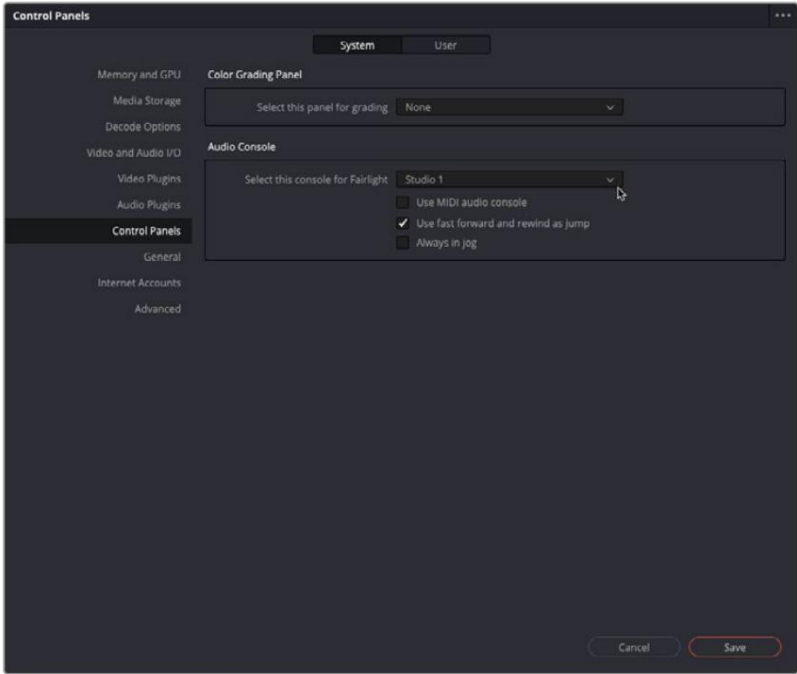 Control Panels
System User
Memory and GPU
Media Storage
Decode Options
Video and Audio I/O
Video Plugins
Audio Plugins
Control Panels
General
Internet Accounts
Advanced
Color Grading Panel
Select this panel for grading None
Audio Console
Select this console for Fairlight Studio 1
Use MIDI audio console
Use fast forward and rewind as jump
Always in jog
Cancel Save